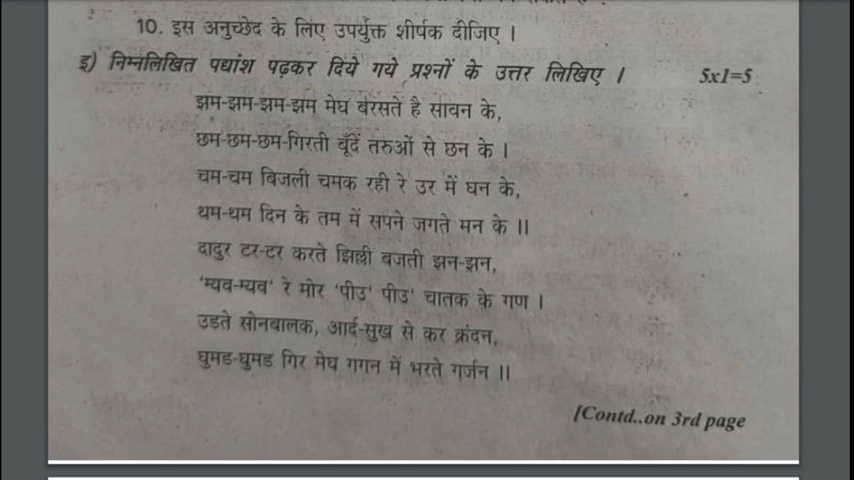 10. इस अनुच्छेद के लिए उपर्युक्त शीर्षक दीजिए ।
इ) निम्नलिखित पद्यांश पढ़कर दिये गये प्रश्नों के उत्तर लिखिए । 5x1=5
झम-झम-झम-झम मेघ बरसते है सावन के,
छम-छम-छम-गिरती बूँदें तरुओं से छन के ।
चम-चम बिजली चमक रही रे उर में घन के,
थम-थम दिन के तम में सपने जगते मन के ॥
दादुर टर-टर करते झिल्ली बजती झन-झन,
'म्यव-म्यव' रे मोर 'पीउ' पीउ' चातक के गण ।
उडते सोनबालक, आर्द-सुख से कर क्रंदन,
घुमड-घुमड गिर मेघ गगन में भरते गर्जन ॥
[Contd..on 3rd page